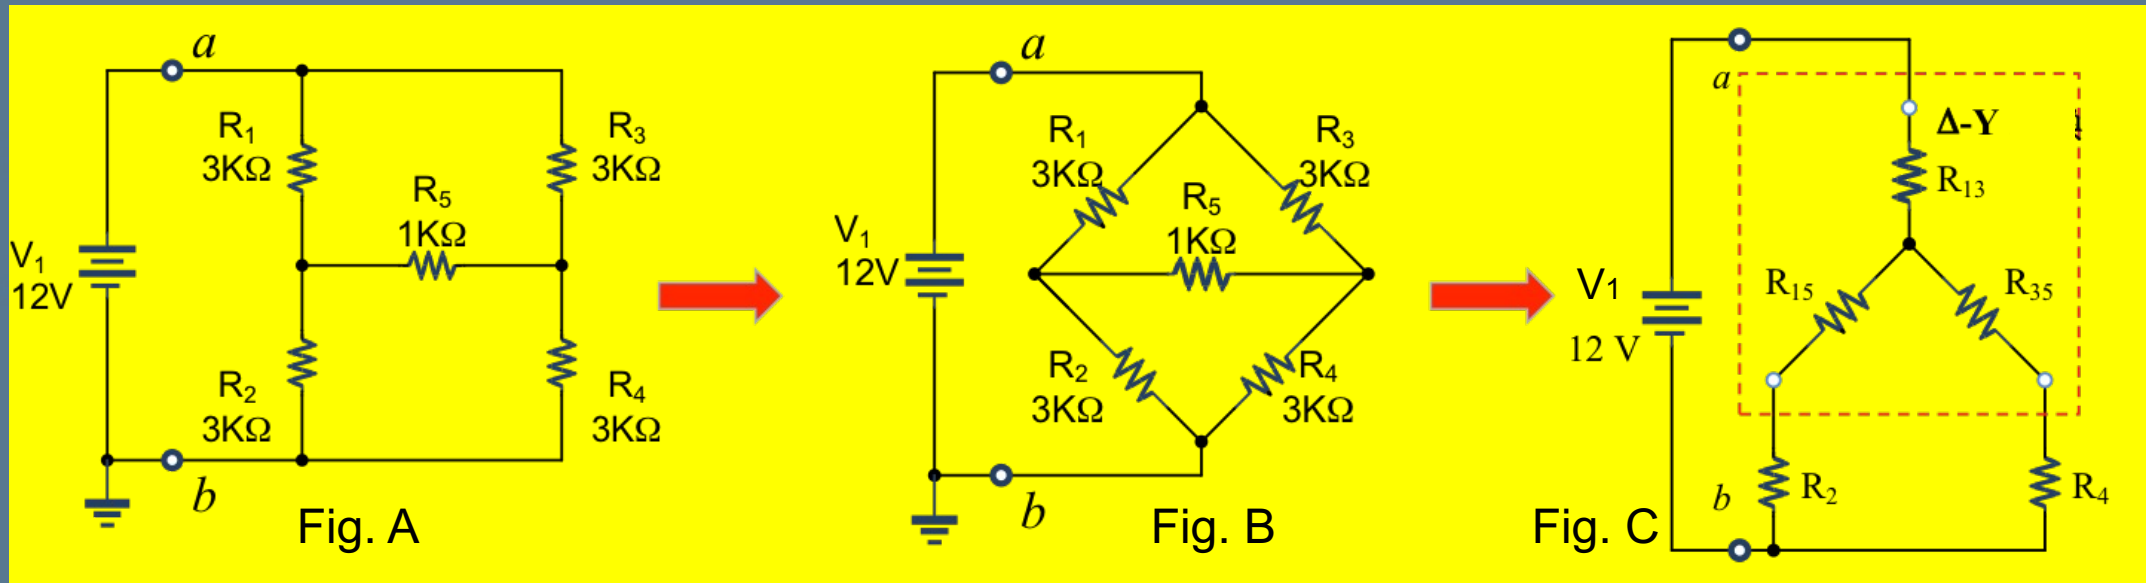 a
R₁
3KΩ
R₃
3KΩ
R₅
1KΩ
V₁
12V
R₂
3KΩ
R₄
3KΩ
b
Fig. A
a
R₁
3KΩ
R₃
3KΩ
R₅
1KΩ
V₁
12V
R₂
3KΩ
R₄
3KΩ
b
Fig. B
a
Δ-Y
R₁₃
R₁₅
R₃₅
V₁
12 V
b
R₂
R₄
Fig. C